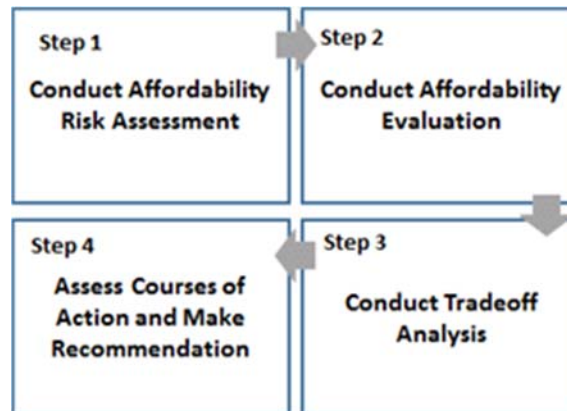 Step 1
Conduct Affordability
Risk Assessment
Step 2
Conduct Affordability
Evaluation
Step 3
Conduct Tradeoff
Analysis
Step 4
Assess Courses of
Action and Make
Recommendation